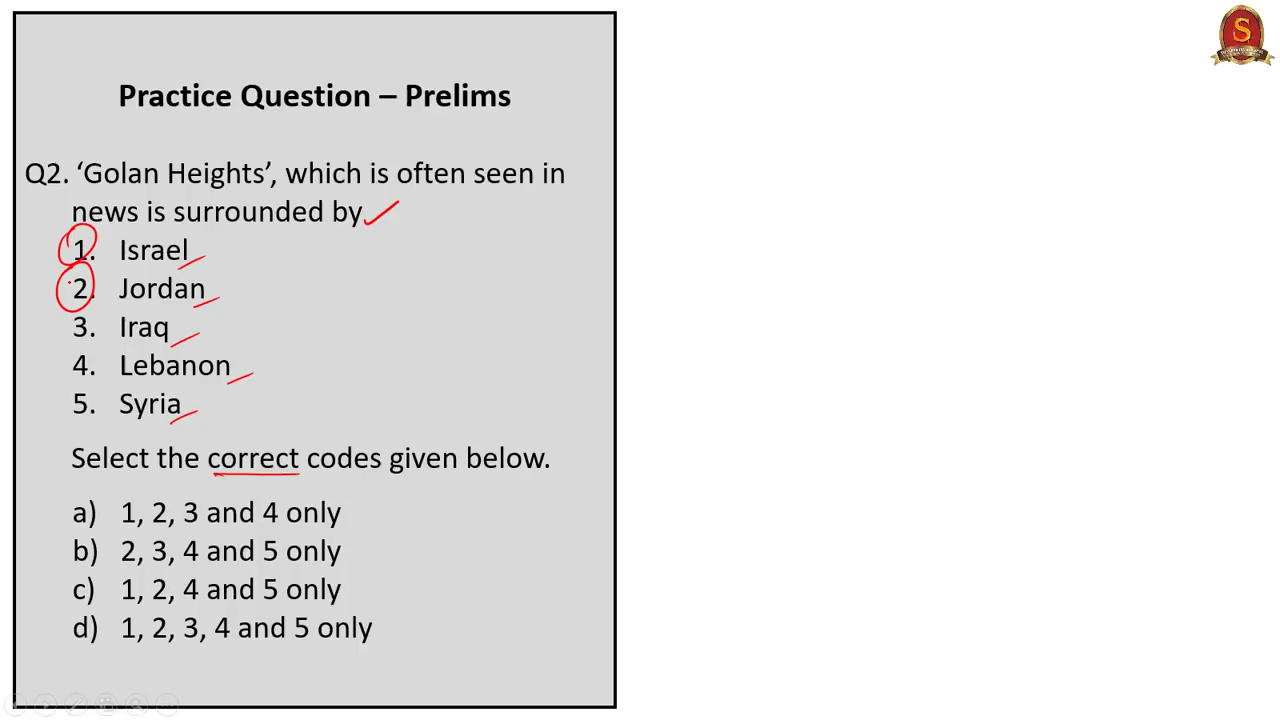 S
Practice Question – Prelims
Q2. ‘Golan Heights’, which is often seen in
news is surrounded by
1. Israel
2. Jordan
3. Iraq
4. Lebanon
5. Syria
Select the correct codes given below.
a) 1, 2, 3 and 4 only
b) 2, 3, 4 and 5 only
c) 1, 2, 4 and 5 only
d) 1, 2, 3, 4 and 5 only